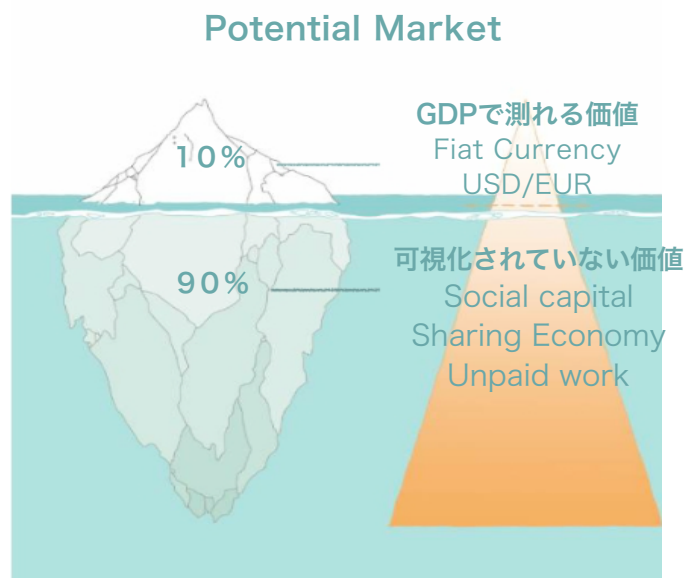 Potential Market
10%
GDPで測れる価値
Fiat Currency
USD/EUR
90%
可視化されていない価値
Social capital
Sharing Economy
Unpaid work